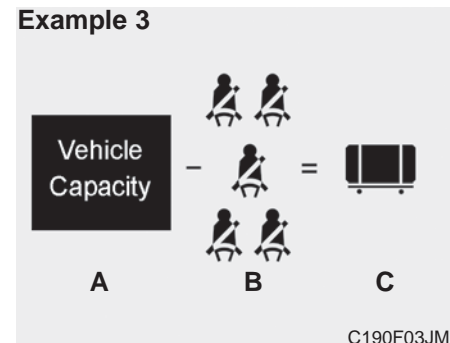 Example 3
Vehicle
Capacity
- =
A B C
C190F03JM